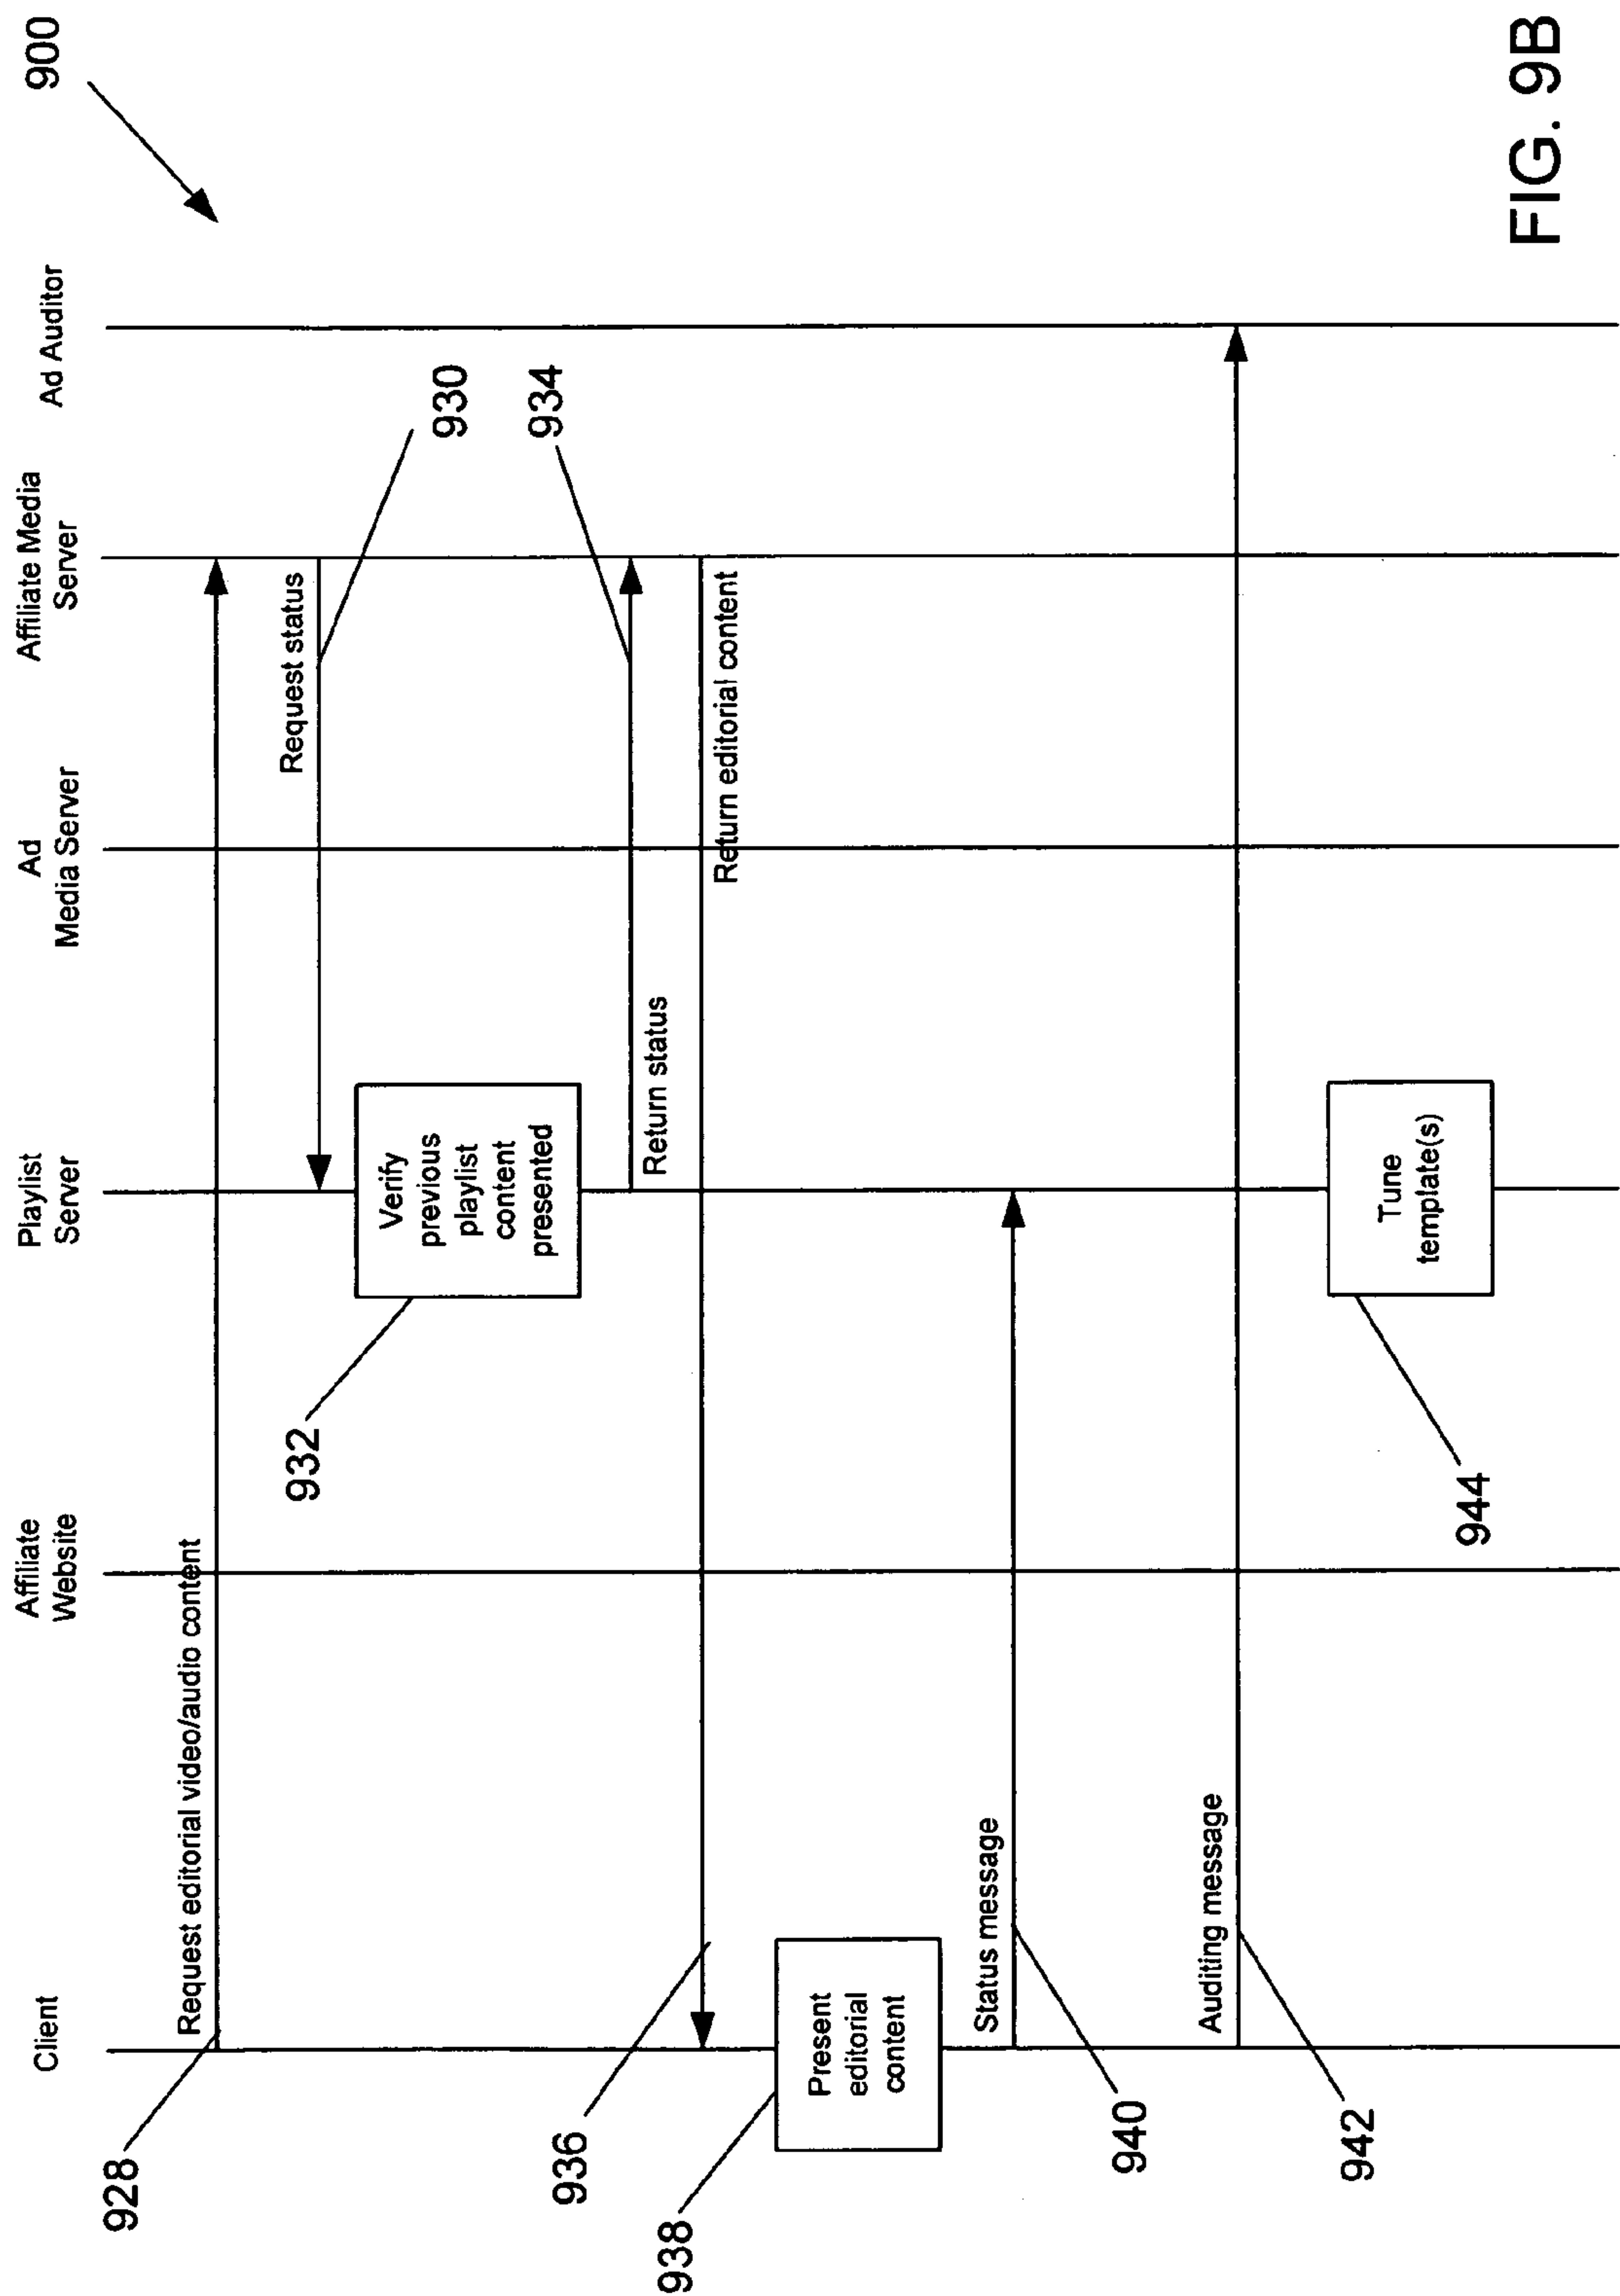 900
Client
Affiliate
Website
Playlist
Server
Ad
Media Server
Affiliate Media
Server
Ad Auditor
928
Request editorial video/audio content
Request status
930
932
Verify
previous
playlist
content
presented
934
Return status
936
Return editorial content
938
Present
editorial
content
Status message
940
Auditing message
942
944
Tune
template(s)
FIG. 9B